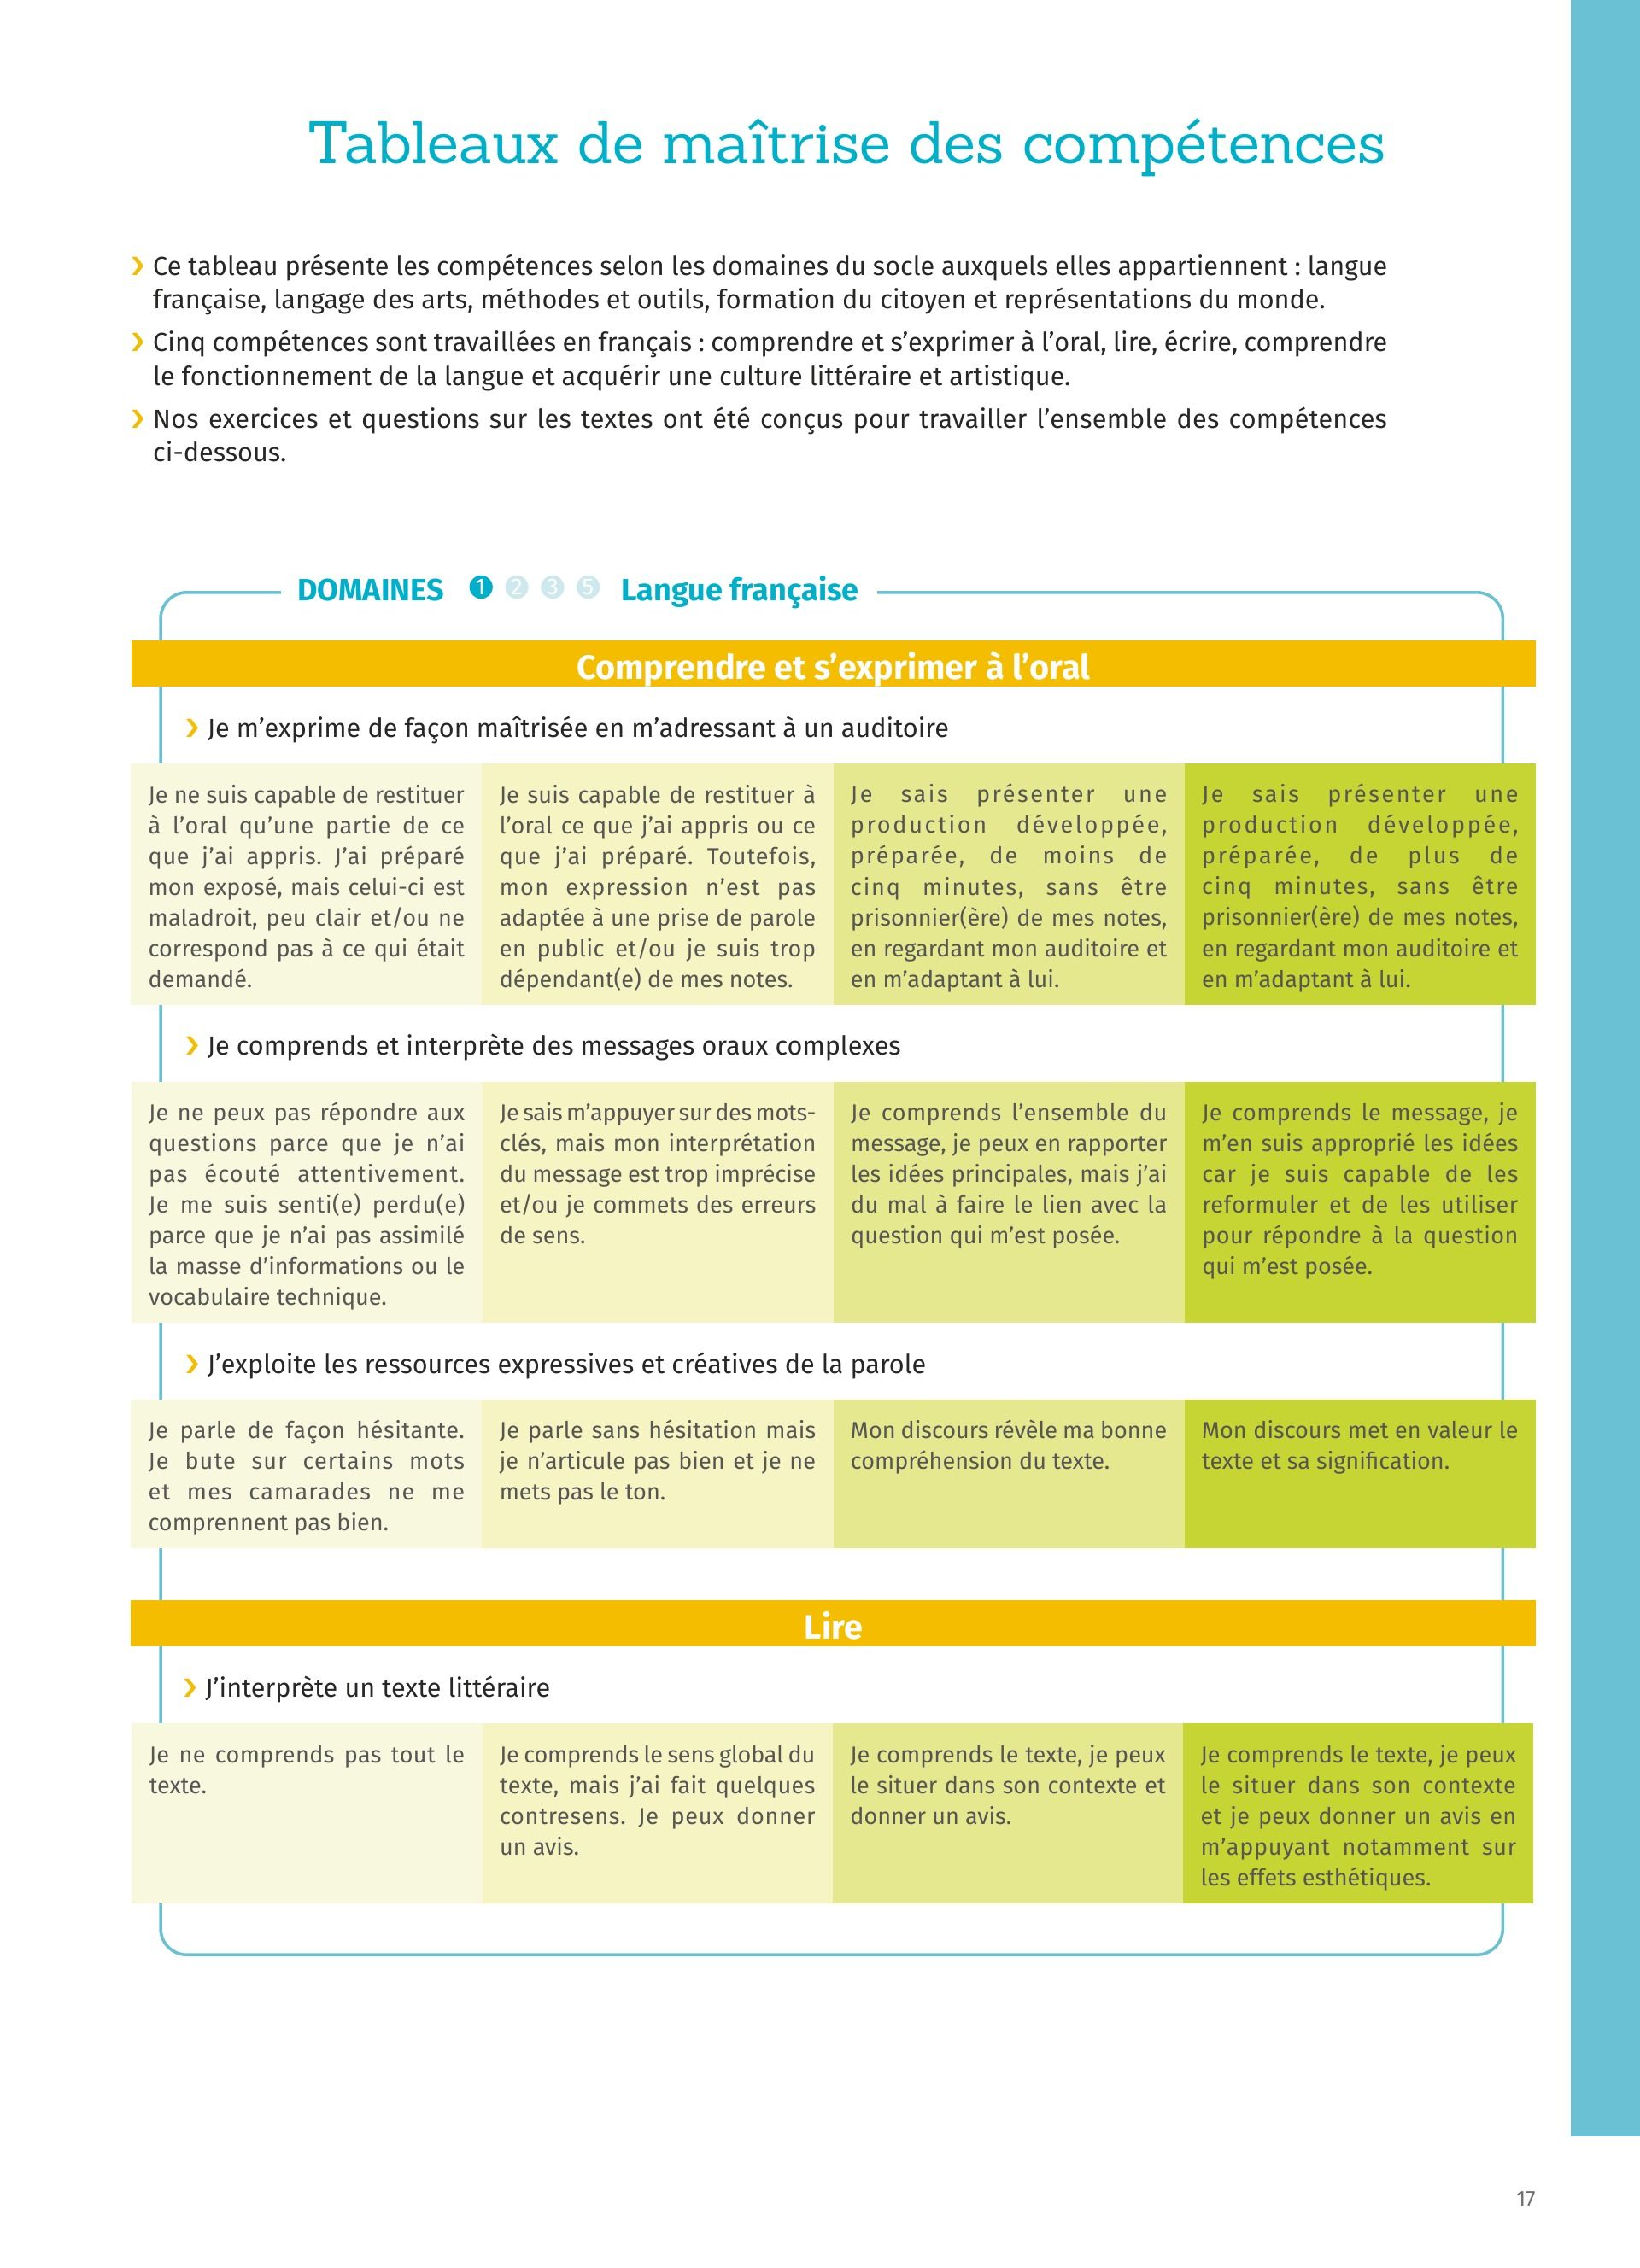 Tableaux de maîtrise des compétences
› Ce tableau présente les compétences selon les domaines du socle auxquels elles appartiennent : langue
française, langage des arts, méthodes et outils, formation du citoyen et représentations du monde.
› Cinq compétences sont travaillées en français : comprendre et s’exprimer à l’oral, lire, écrire, comprendre
le fonctionnement de la langue et acquérir une culture littéraire et artistique.
› Nos exercices et questions sur les textes ont été conçus pour travailler l’ensemble des compétences
ci-dessous.
DOMAINES 1 2 3 5 Langue française
Comprendre et s’exprimer à l’oral
› Je m’exprime de façon maîtrisée en m’adressant à un auditoire
Je ne suis capable de restituer
à l’oral qu’une partie de ce
que j’ai appris. J’ai préparé
mon exposé, mais celui-ci est
maladroit, peu clair et/ou ne
correspond pas à ce qui était
demandé.
Je suis capable de restituer à
l’oral ce que j’ai appris ou ce
que j’ai préparé. Toutefois,
mon expression n’est pas
adaptée à une prise de parole
en public et/ou je suis trop
dépendant(e) de mes notes.
Je sais présenter une
production développée,
préparée, de moins de
cinq minutes, sans être
prisonnier(ère) de mes notes,
en regardant mon auditoire et
en m’adaptant à lui.
Je sais présenter une
production développée,
préparée, de plus de
cinq minutes, sans être
prisonnier(ère) de mes notes,
en regardant mon auditoire et
en m’adaptant à lui.
› Je comprends et interprète des messages oraux complexes
Je ne peux pas répondre aux
questions parce que je n’ai
pas écouté attentivement.
Je me suis senti(e) perdu(e)
parce que je n’ai pas assimilé
la masse d’informations ou le
vocabulaire technique.
Je sais m’appuyer sur des mots-
clés, mais mon interprétation
du message est trop imprécise
et/ou je commets des erreurs
de sens.
Je comprends l’ensemble du
message, je peux en rapporter
les idées principales, mais j’ai
du mal à faire le lien avec la
question qui m’est posée.
Je comprends le message, je
m’en suis approprié les idées
car je suis capable de les
reformuler et de les utiliser
pour répondre à la question
qui m’est posée.
› J’exploite les ressources expressives et créatives de la parole
Je parle de façon hésitante.
Je bute sur certains mots
et mes camarades ne me
comprennent pas bien.
Je parle sans hésitation mais
je n’articule pas bien et je ne
mets pas le ton.
Mon discours révèle ma bonne
compréhension du texte.
Mon discours met en valeur le
texte et sa signification.
Lire
› J’interprète un texte littéraire
Je ne comprends pas tout le
texte.
Je comprends le sens global du
texte, mais j’ai fait quelques
contresens. Je peux donner
un avis.
Je comprends le texte, je peux
le situer dans son contexte et
donner un avis.
Je comprends le texte, je peux
le situer dans son contexte
et je peux donner un avis en
m’appuyant notamment sur
les effets esthétiques.
17